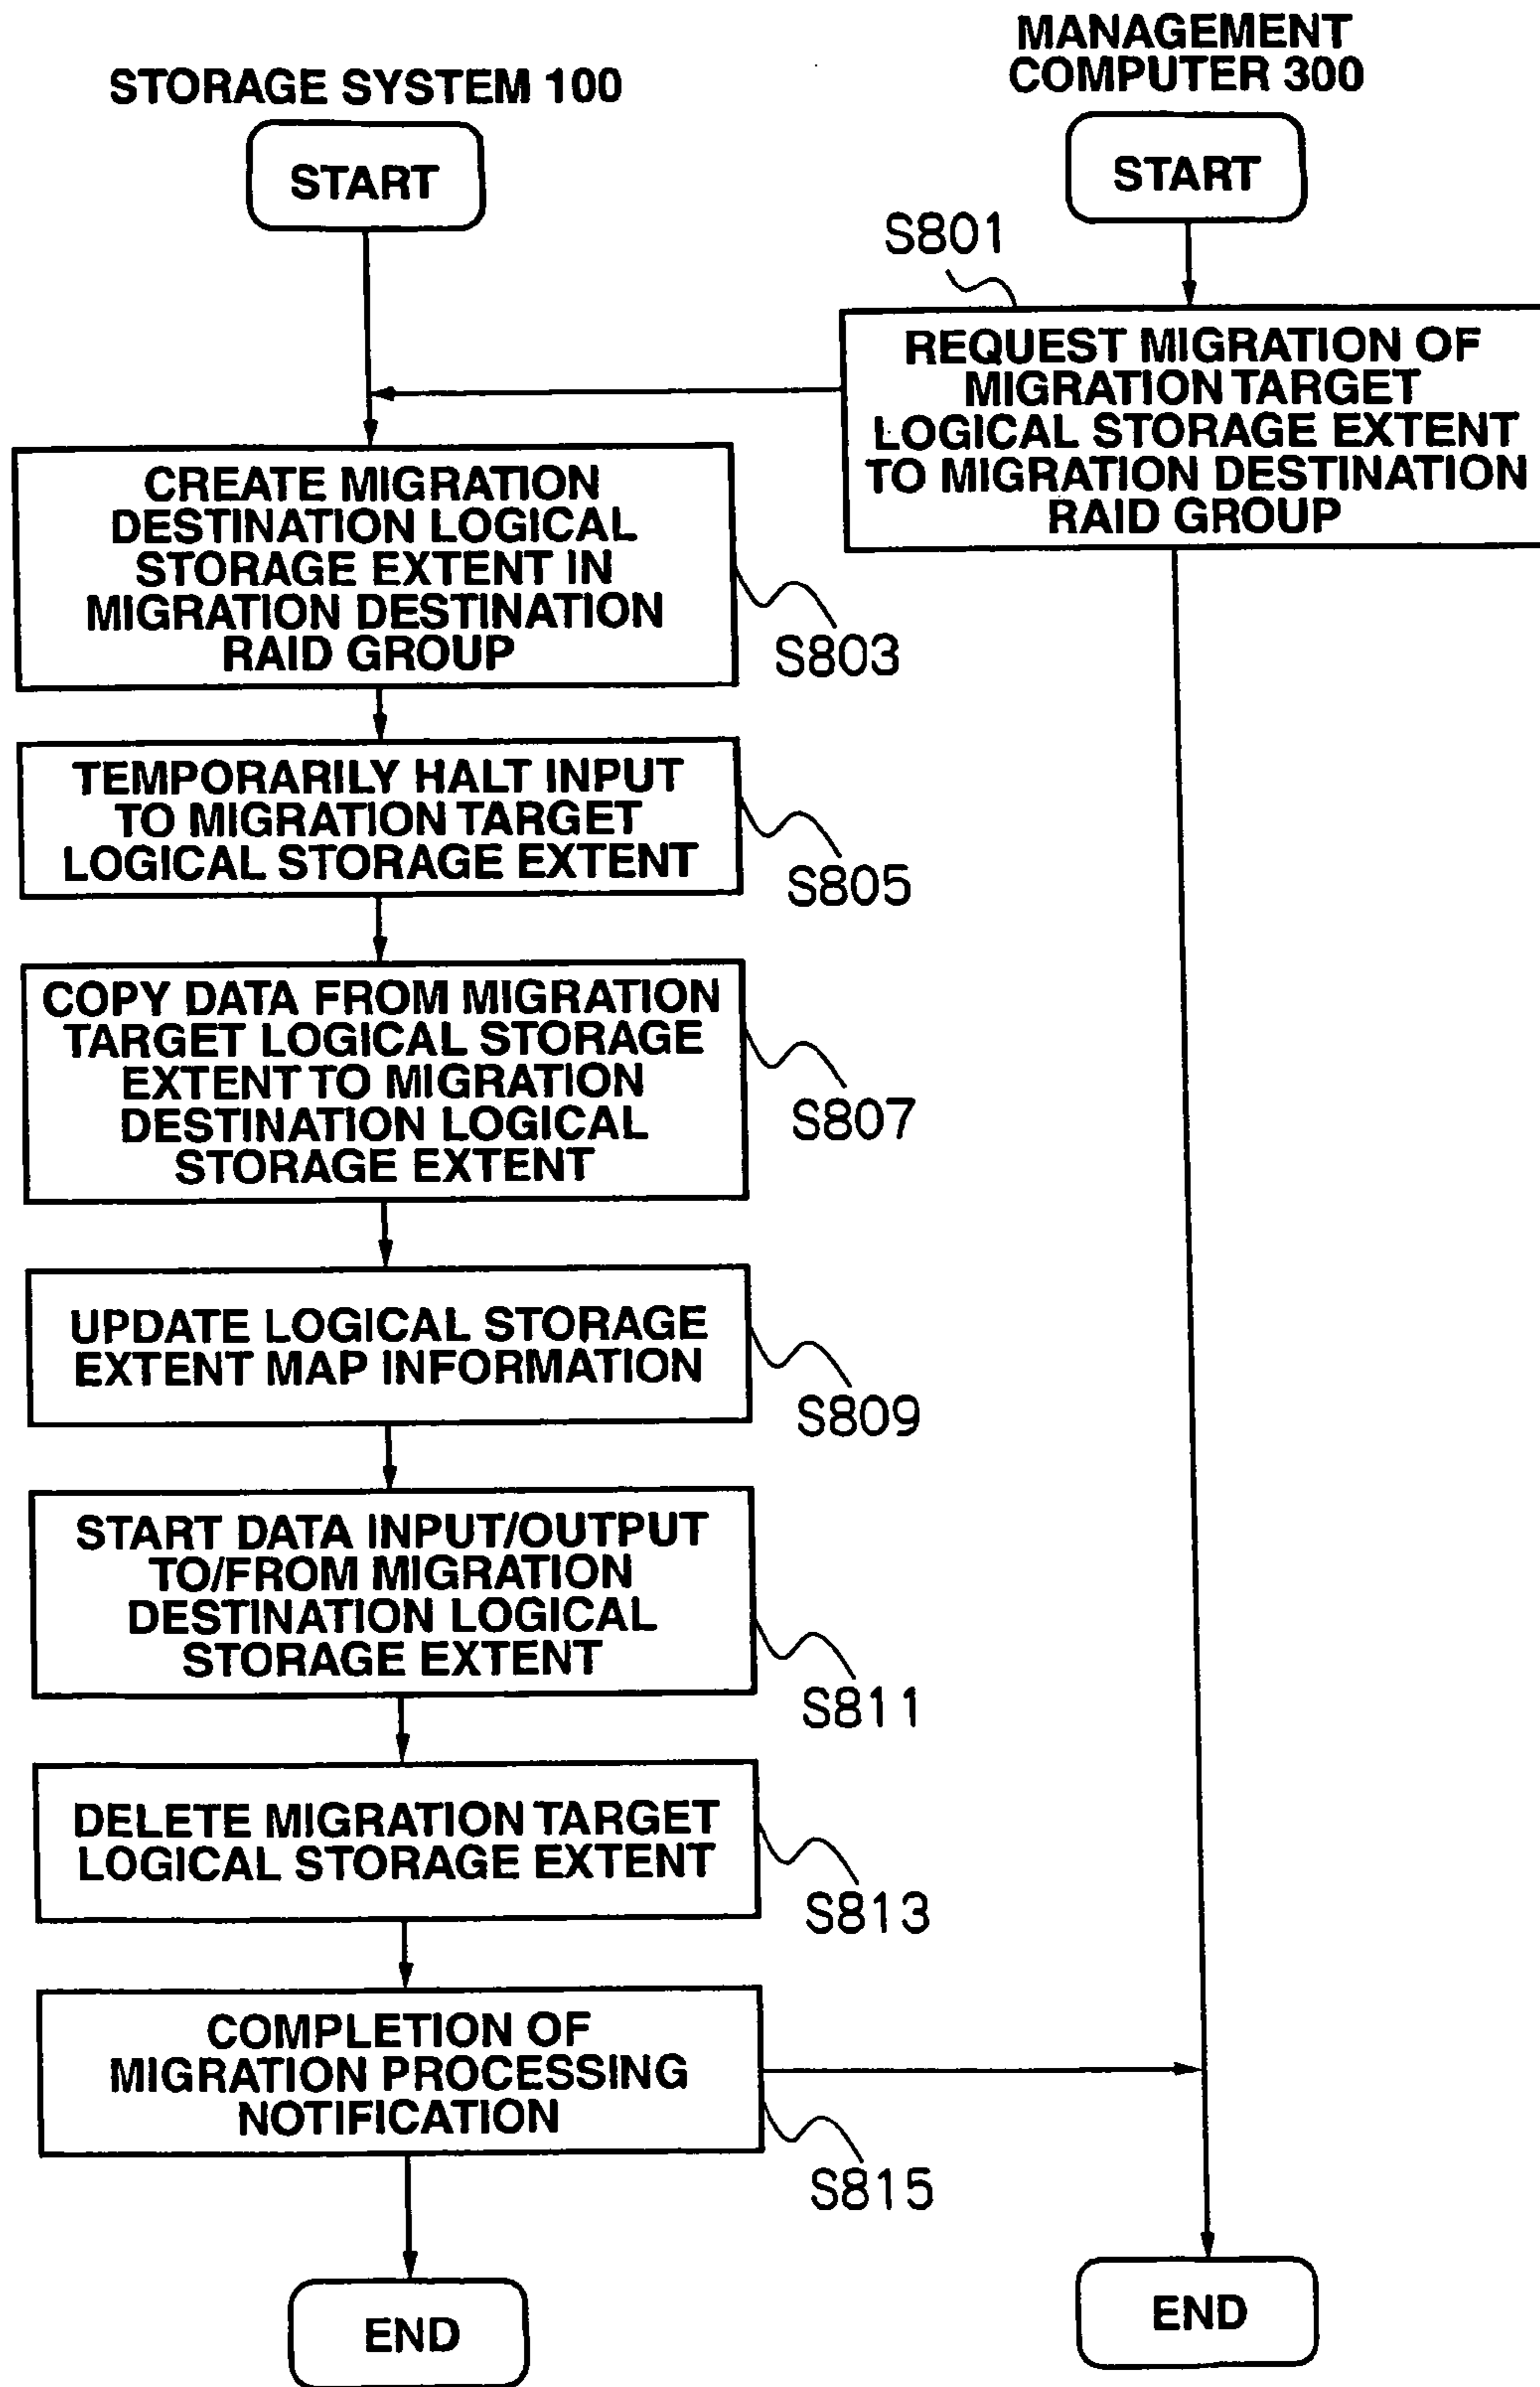 STORAGE SYSTEM 100
START
MANAGEMENT
COMPUTER 300
START
S801
REQUEST MIGRATION OF
MIGRATION TARGET
LOGICAL STORAGE EXTENT
TO MIGRATION DESTINATION
RAID GROUP
CREATE MIGRATION
DESTINATION LOGICAL
STORAGE EXTENT IN
MIGRATION DESTINATION
RAID GROUP
S803
TEMPORARILY HALT INPUT
TO MIGRATION TARGET
LOGICAL STORAGE EXTENT
S805
COPY DATA FROM MIGRATION
TARGET LOGICAL STORAGE
EXTENT TO MIGRATION
DESTINATION LOGICAL
STORAGE EXTENT
S807
UPDATE LOGICAL STORAGE
EXTENT MAP INFORMATION
S809
START DATA INPUT/OUTPUT
TO/FROM MIGRATION
DESTINATION LOGICAL
STORAGE EXTENT
S811
DELETE MIGRATION TARGET
LOGICAL STORAGE EXTENT
S813
COMPLETION OF
MIGRATION PROCESSING
NOTIFICATION
S815
END
END